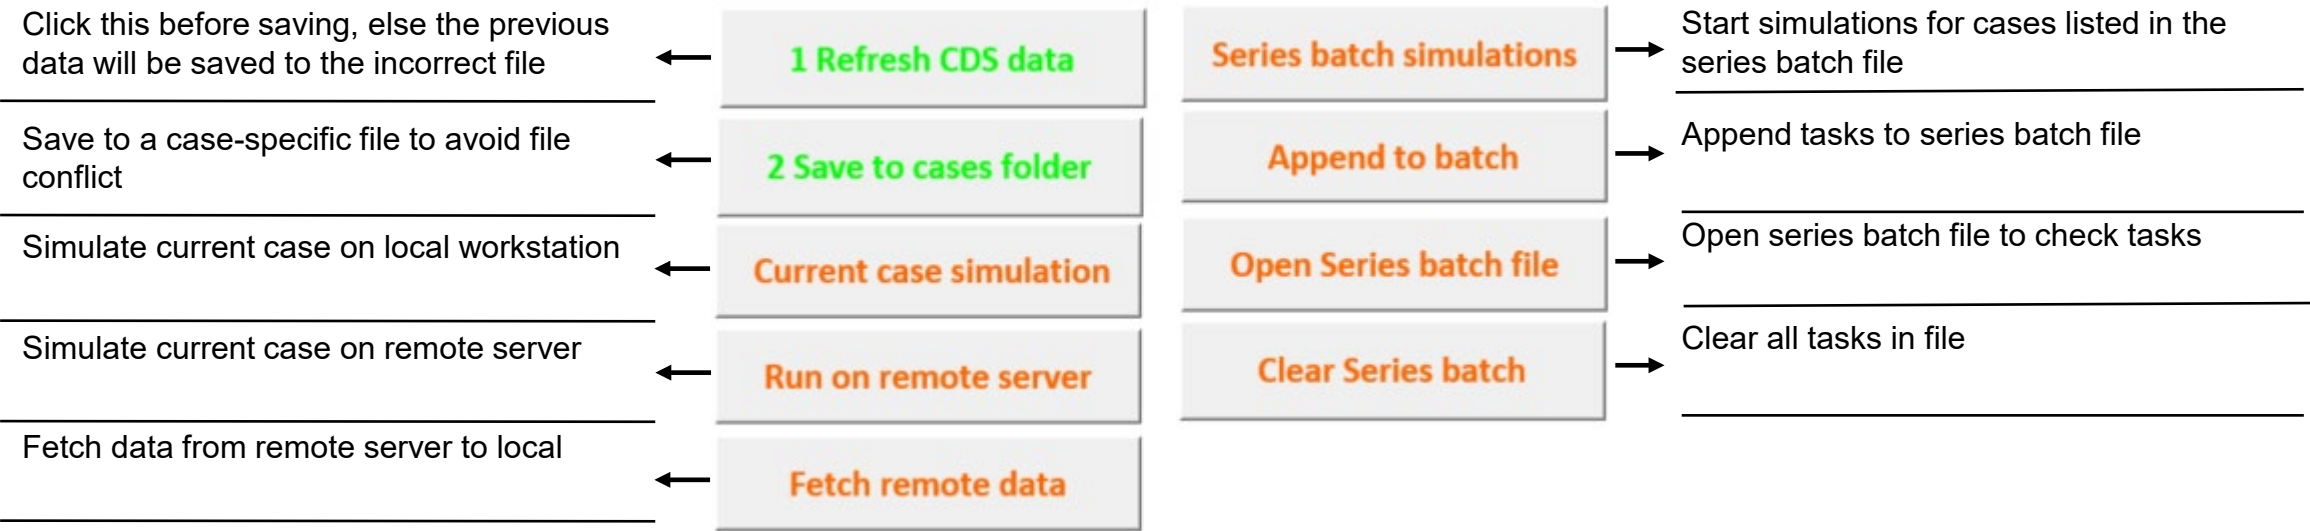 Click this before saving, else the previous
data will be saved to the incorrect file
1 Refresh CDS data
Save to a case-specific file to avoid file
conflict
2 Save to cases folder
Simulate current case on local workstation
Current case simulation
Simulate current case on remote server
Run on remote server
Fetch data from remote server to local
Fetch remote data
Series batch simulations
Start simulations for cases listed in the
series batch file
Append to batch
Append tasks to series batch file
Open Series batch file
Open series batch file to check tasks
Clear Series batch
Clear all tasks in file